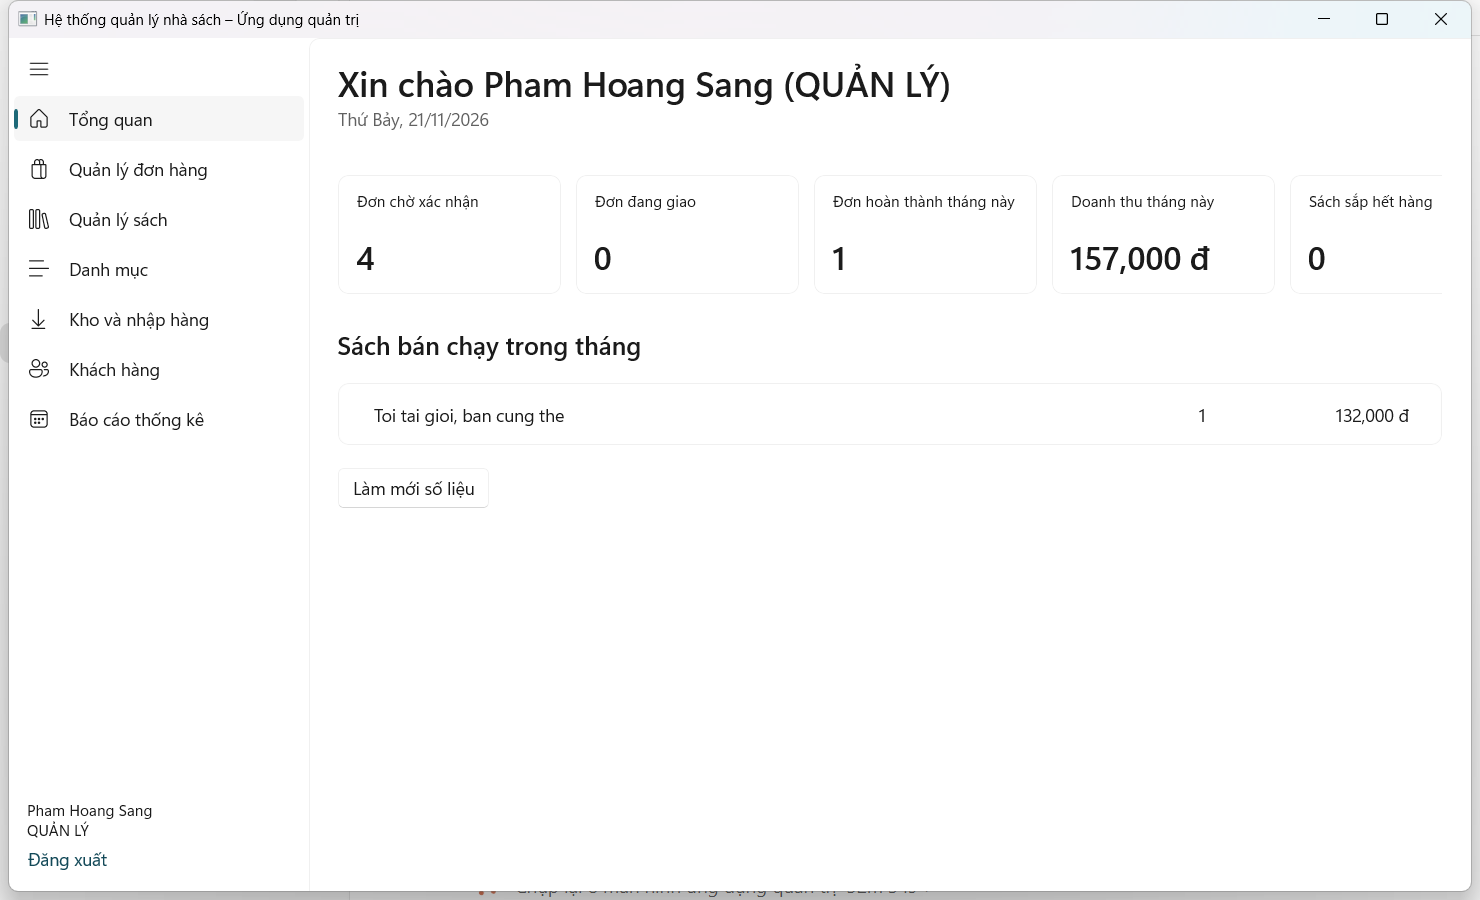 Hệ thống quản lý nhà sách – Ứng dụng quản trị
Tổng quan
Quản lý đơn hàng
Quản lý sách
Danh mục
Kho và nhập hàng
Khách hàng
Báo cáo thống kê
Pham Hoang Sang
QUẢN LÝ
Đăng xuất
Xin chào Pham Hoang Sang (QUẢN LÝ)
Thứ Bảy, 21/11/2026
Đơn chờ xác nhận
4
Đơn đang giao
0
Đơn hoàn thành tháng này
1
Doanh thu tháng này
157,000 đ
Sách sắp hết hàng
0
Sách bán chạy trong tháng
Toi tai gioi, ban cung the 1 132,000 đ
Làm mới số liệu